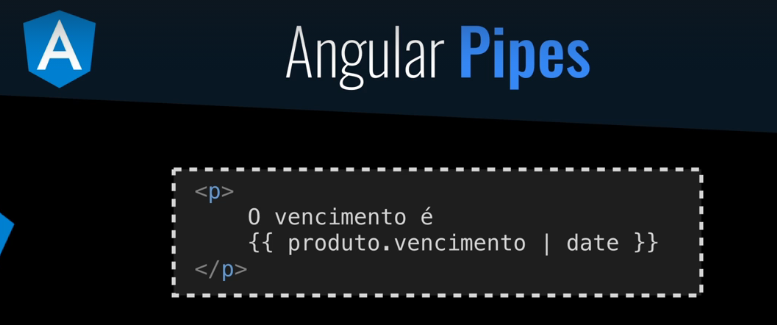 A
Angular Pipes
<p>
O vencimento é
{{ produto.vencimento | date }}
</p>